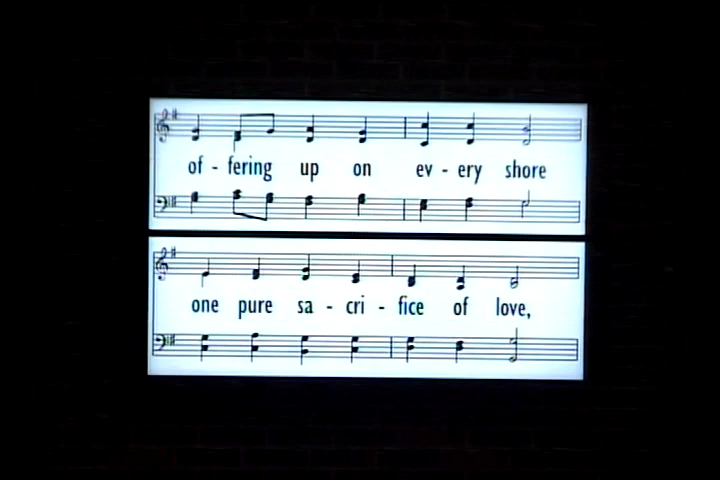 of - fering up on ev - ery shore
one pure sa - cri - fice of love,